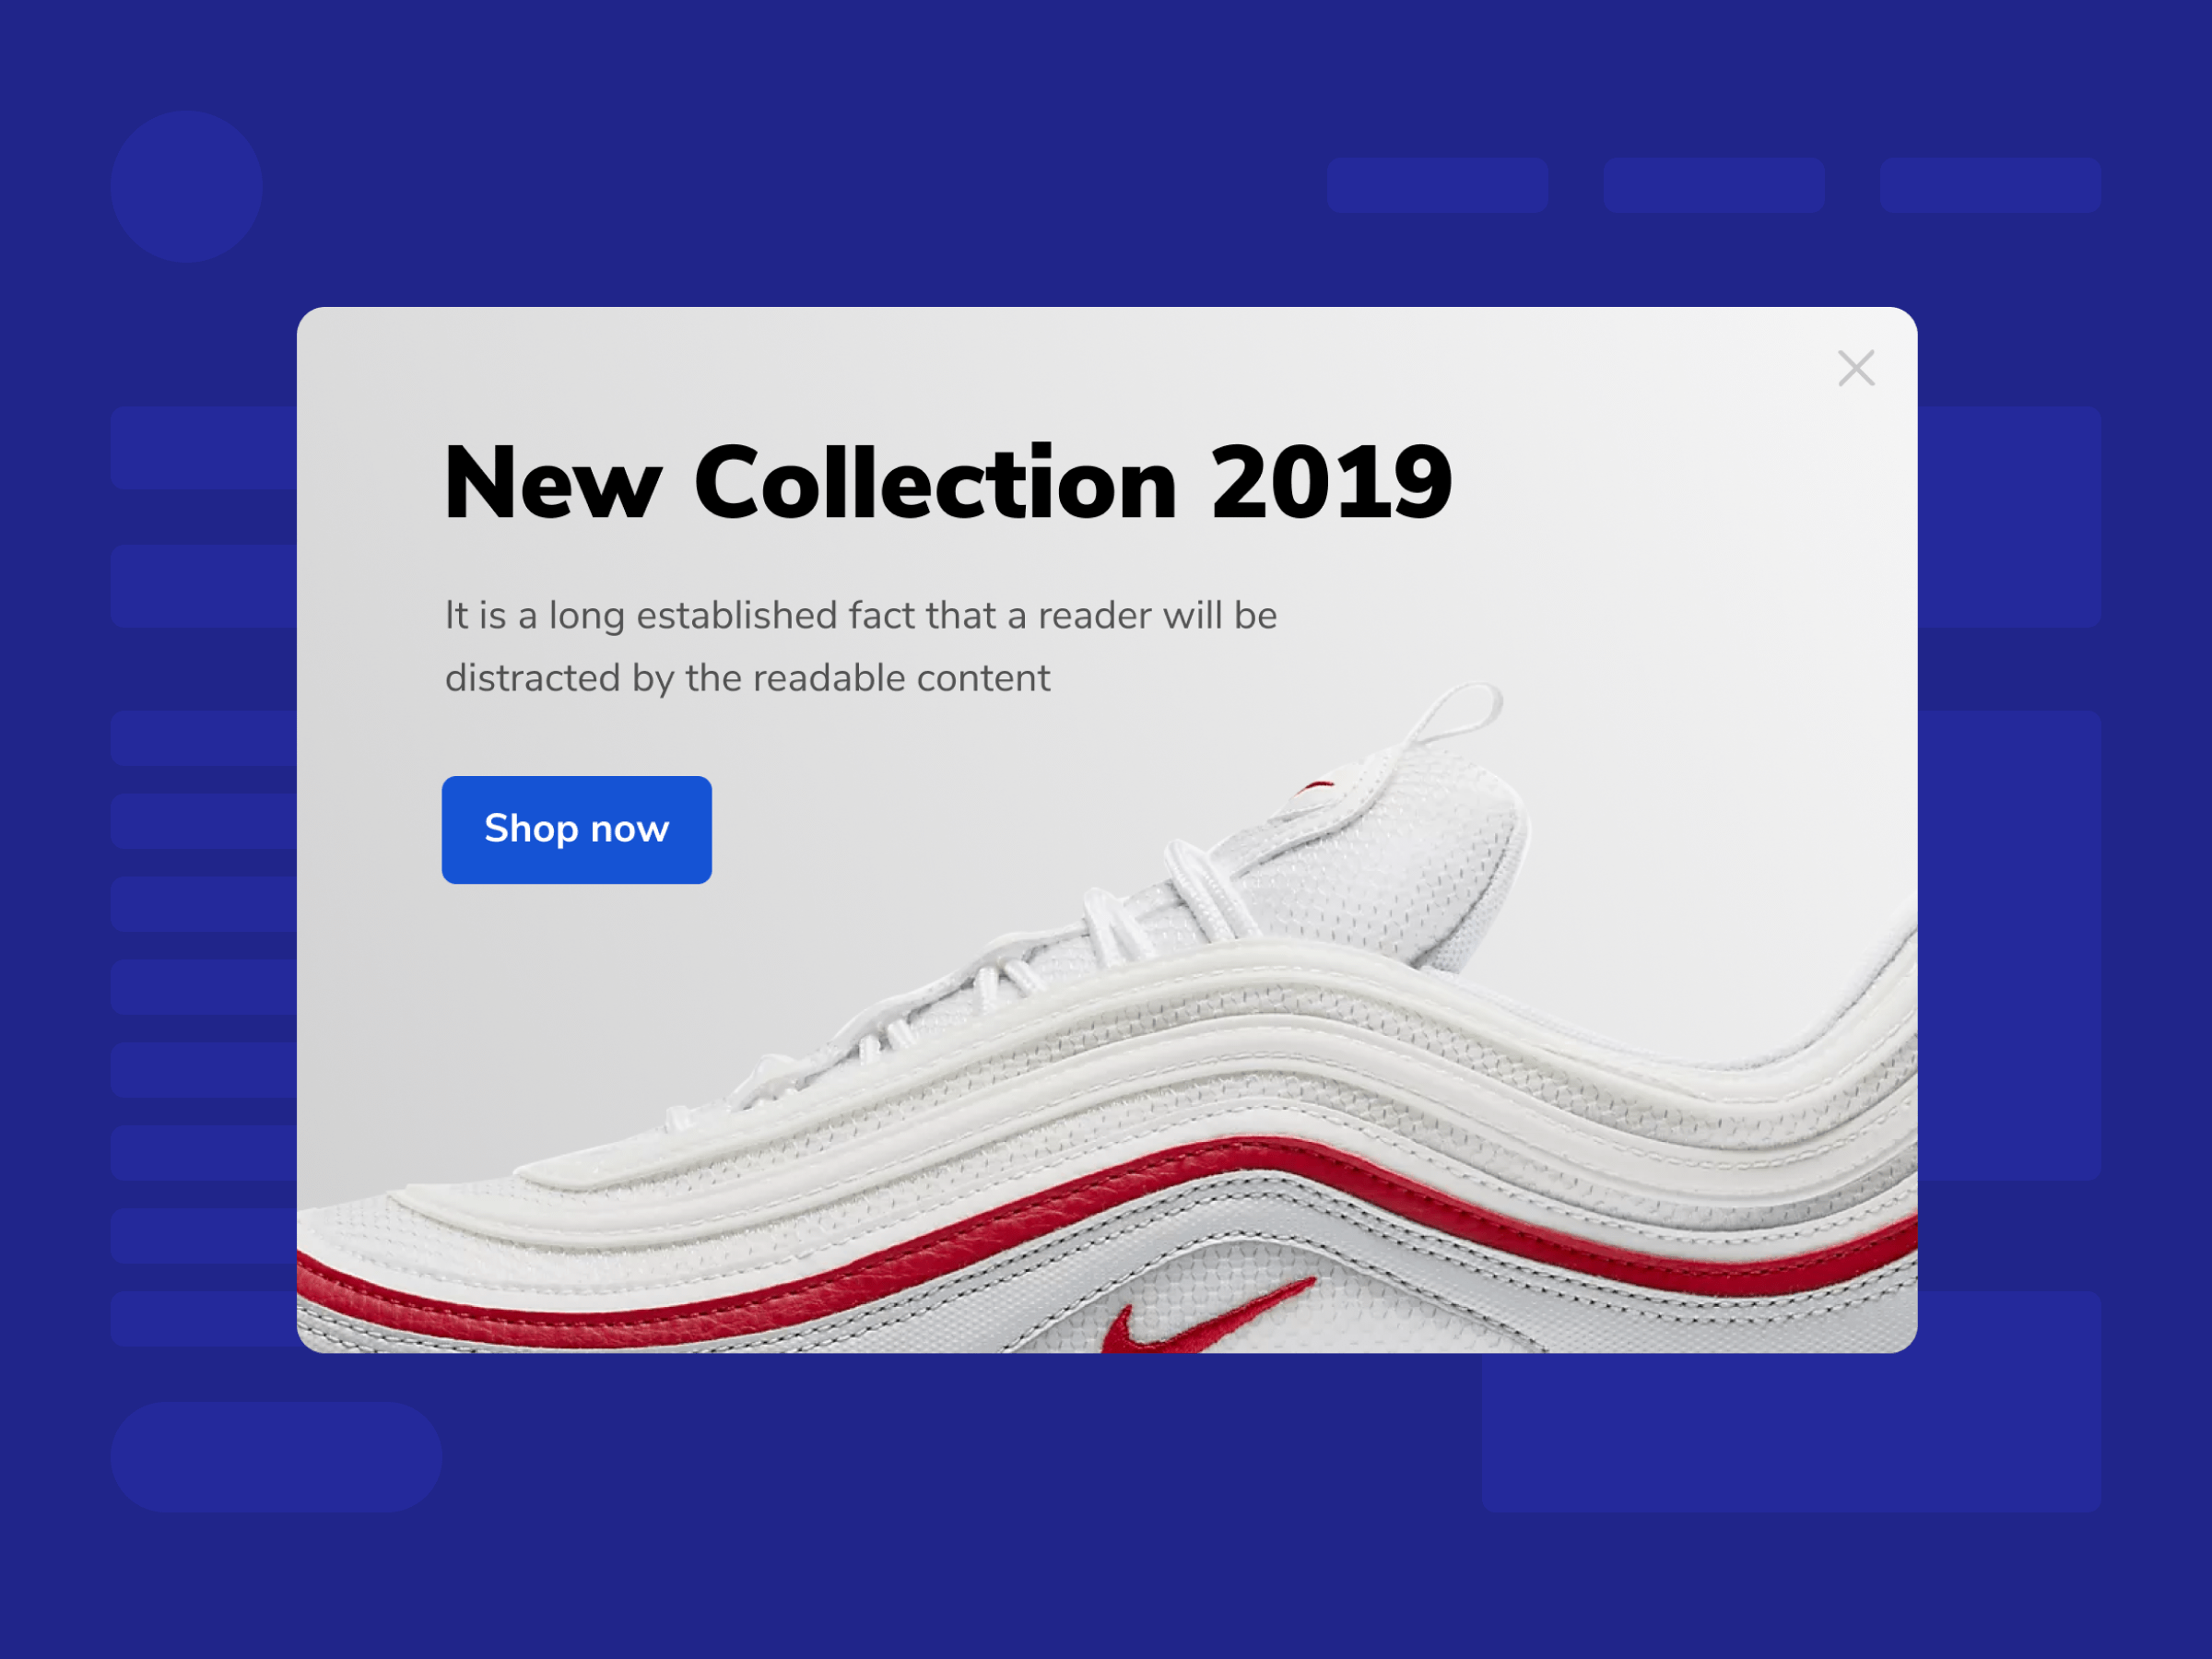 New Collection 2019
It is a long established fact that a reader will be
distracted by the readable content
Shop now